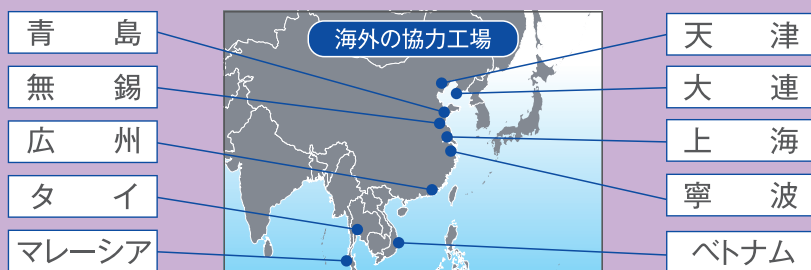 海外の協力工場
青島
無錫
広州
タイ
マレーシア
天津
大連
上海
寧波
ベトナム